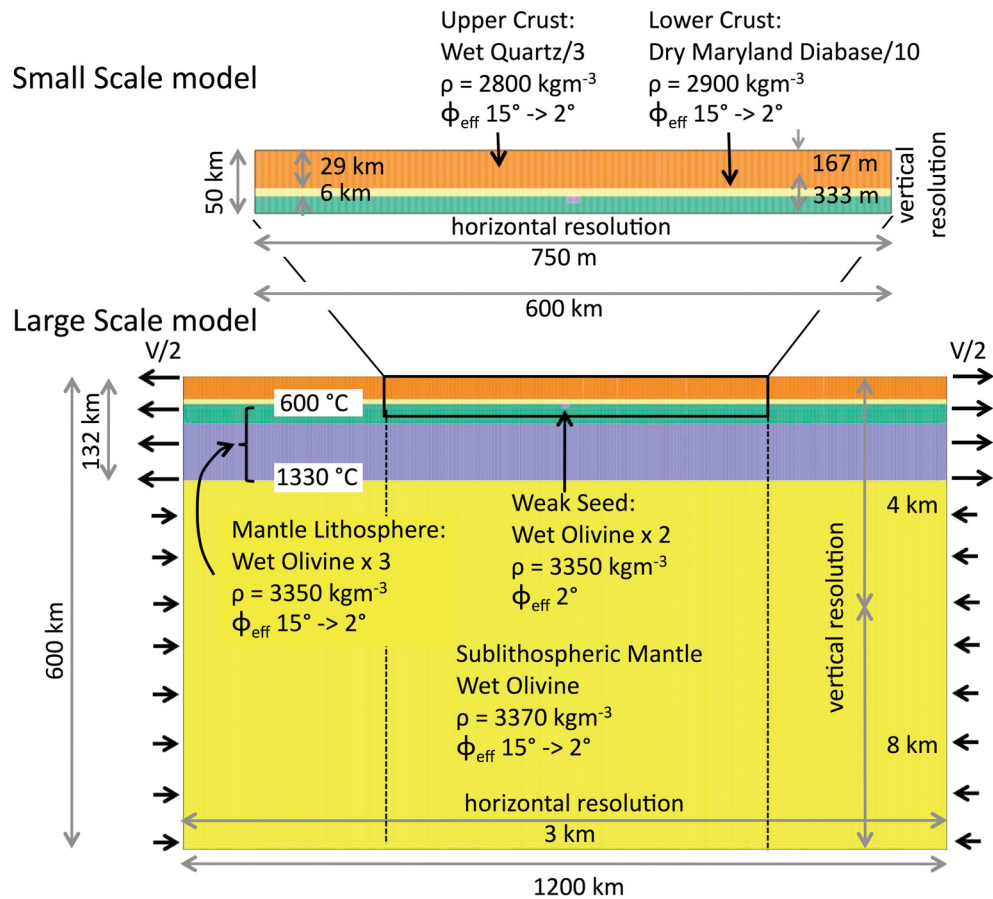 Upper Crust:
Wet Quartz/3
ρ = 2800 kgm-3
ϕeff 15° -> 2°
Lower Crust:
Dry Maryland Diabase/10
ρ = 2900 kgm-3
ϕeff 15° -> 2°
Small Scale model
50 km
29 km
6 km
167 m
333 m
vertical
resolution
horizontal resolution
750 m
600 km
Large Scale model
V/2
V/2
132 km
600 °C
1330 °C
600 km
Mantle Lithosphere:
Wet Olivine x 3
ρ = 3350 kgm-3
ϕeff 15° -> 2°
Weak Seed:
Wet Olivine x 2
ρ = 3350 kgm-3
ϕeff 2°
4 km
vertical resolution
8 km
Sublithospheric Mantle
Wet Olivine
ρ = 3370 kgm-3
ϕeff 15° -> 2°
horizontal resolution
3 km
1200 km